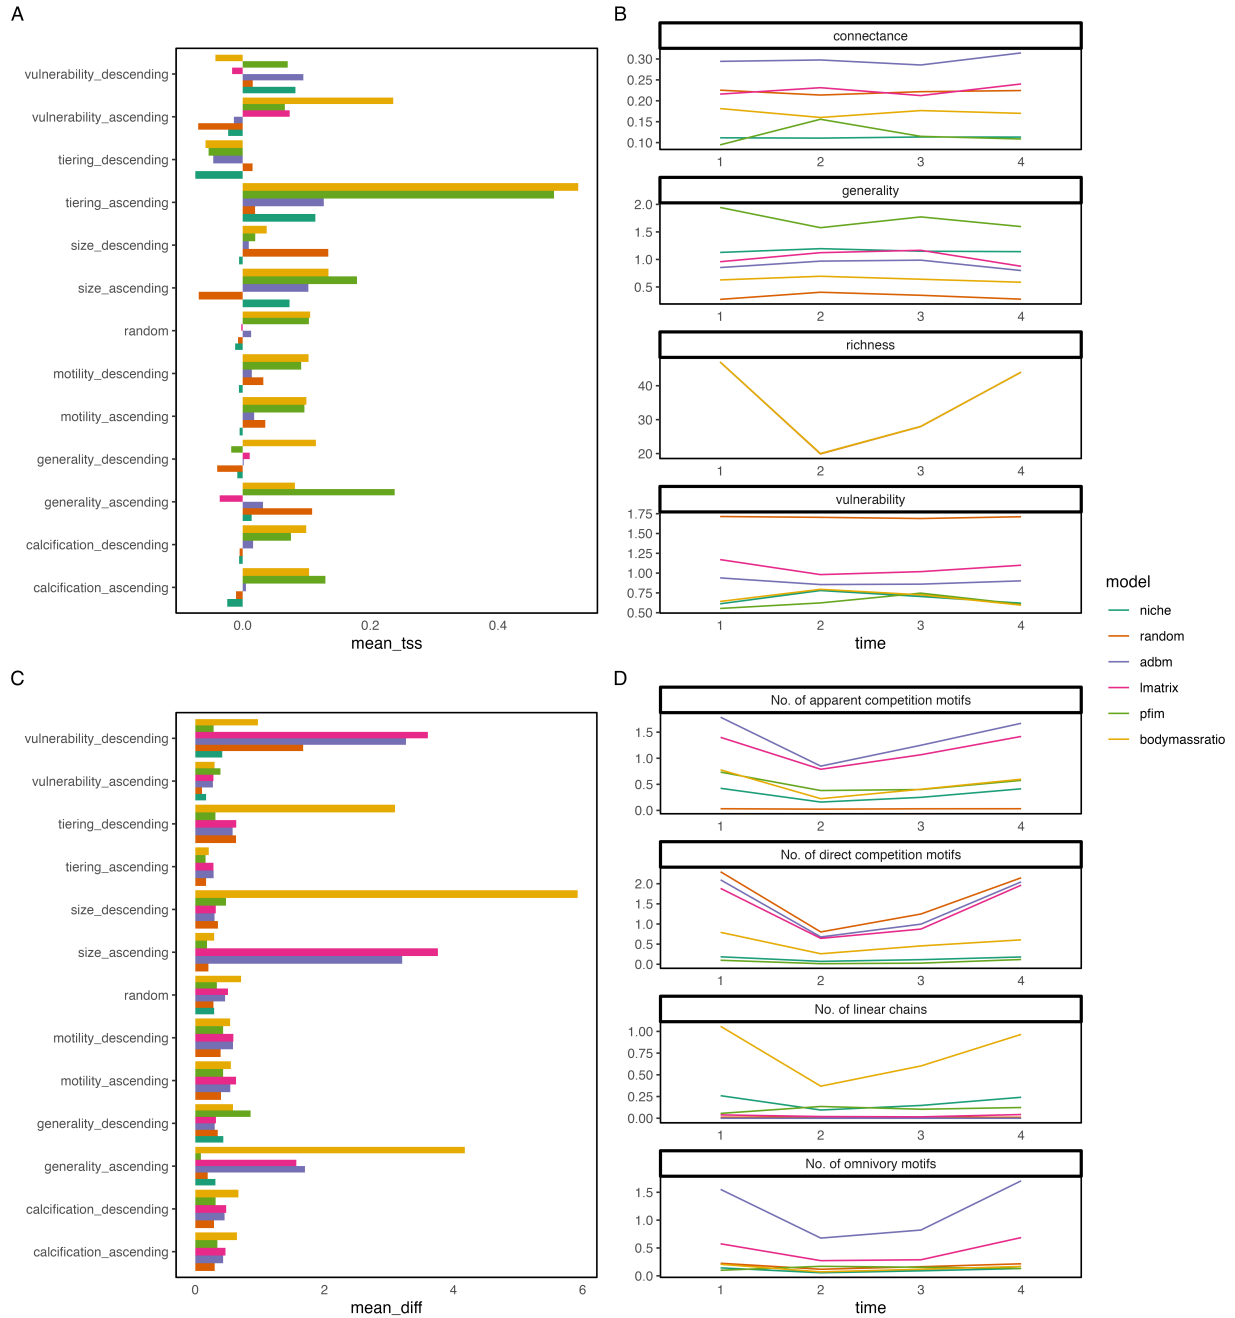 A
vulnerability_descending
vulnerability_ascending
tiering_descending
tiering_ascending
size_descending
size_ascending
random
motility_descending
motility_ascending
generality_descending
generality_ascending
calcification_descending
calcification_ascending
0.0 0.2 0.4
mean_tss
B
connectance
0.30
0.25
0.20
0.15
0.10
1 2 3 4
generality
2.0
1.5
1.0
0.5
1 2 3 4
richness
40
30
20
1 2 3 4
vulnerability
1.75
1.50
1.25
1.00
0.75
0.50
1 2 3 4
time
C
vulnerability_descending
vulnerability_ascending
tiering_descending
tiering_ascending
size_descending
size_ascending
random
motility_descending
motility_ascending
generality_descending
generality_ascending
calcification_descending
calcification_ascending
0 2 4 6
mean_diff
D
No. of apparent competition motifs
1.5
1.0
0.5
0.0
1 2 3 4
No. of direct competition motifs
2.0
1.5
1.0
0.5
0.0
1 2 3 4
No. of linear chains
1.00
0.75
0.50
0.25
0.00
1 2 3 4
No. of omnivory motifs
1.5
1.0
0.5
0.0
1 2 3 4
time
model
niche
random
adbm
lmatrix
pfim
bodymassratio